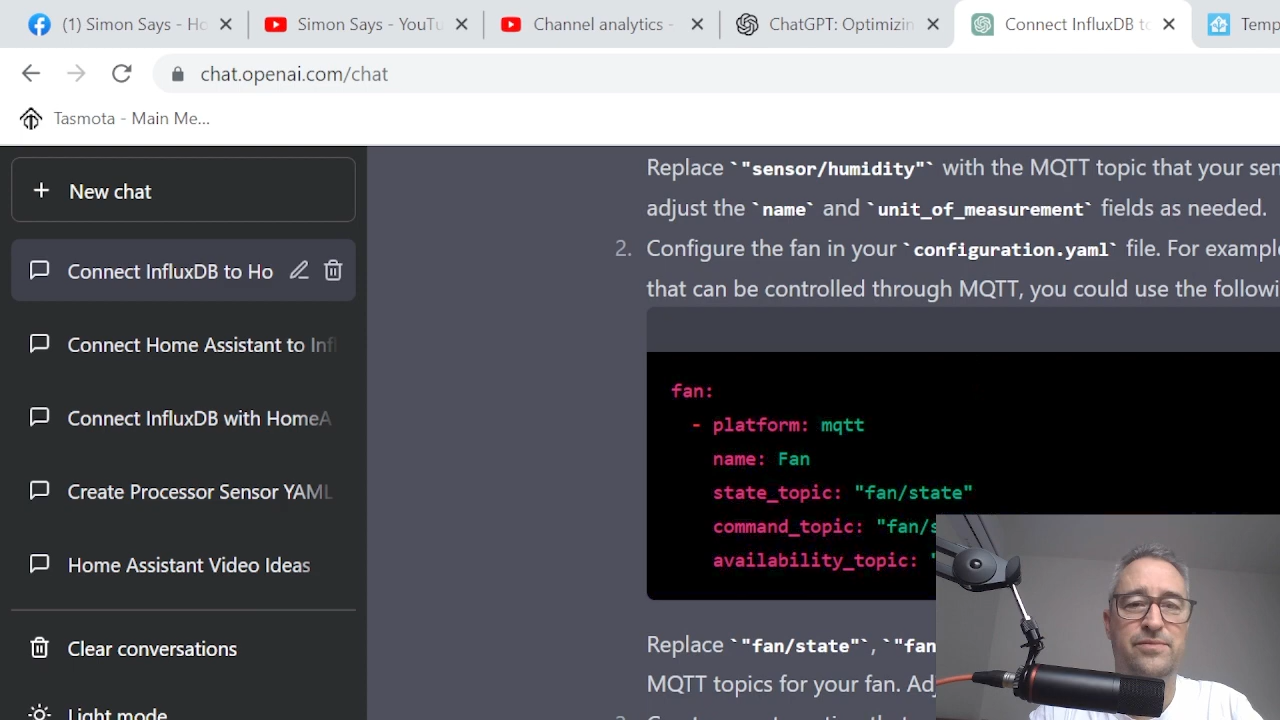 (1) Simon Says - Ho
Simon Says - YouTu
Channel analytics -
ChatGPT: Optimizin
Connect InfluxDB to
Temp
chat.openai.com/chat
Tasmota - Main Me...
New chat
Connect InfluxDB to Ho
Connect Home Assistant to Infl
Connect InfluxDB with HomeA
Create Processor Sensor YAML
Home Assistant Video Ideas
Clear conversations
Light mode
Replace `"sensor/humidity"` with the MQTT topic that your sen
adjust the `name` and `unit_of_measurement` fields as needed.
2. Configure the fan in your `configuration.yaml` file. For example
that can be controlled through MQTT, you could use the followi
fan:
- platform: mqtt
name: Fan
state_topic: "fan/state"
command_topic: "fan/s
availability_topic: "
Replace `"fan/state"`, `"fan
MQTT topics for your fan. Adj